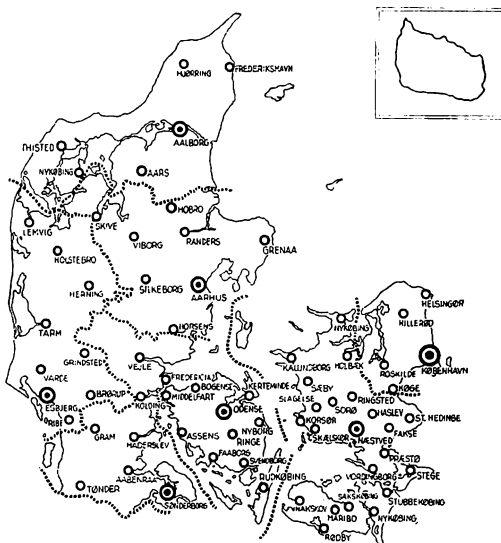 HJØRRING
FREDERIKSHAVN
AALBORG
THISTED
NYKØBING
AARS
HOBRO
LEMVIG
SKIVE
VIBORG
RANDERS
GRENAA
HOLSTEBRO
HERNING
SILKEBORG
AARHUS
HELSINGØR
HILLERØD
NYKØBING
TARM
HORSENS
GRINDSTED
VEJLE
KALUNDBORG
HOLBÆK
ROSKILDE
KØBENHAVN
VARDE
FREDERICIA
BOGENSE
KERTEMINDE
SÆBY
KØGE
ESBJERG
BRØRUP
KOLDING
MIDDELFART
SLAGELSE
SORØ
RINGSTED
HASLEV
ST. HEDINGE
RIBE
GRAM
HADERSLEV
ASSENS
ODENSE
NYBORG
RINGE
KORSØR
SKÆLSØR
NÆSTVED
FAKSE
FAABORG
SVENDBORG
PRÆSTØ
AABENRAA
RUDKØBING
VORDINGBORG
STEGE
TØNDER
SØNDERBORG
NAKSKOV
SAKSKØBING
MARIBO
STUBBEKØBING
NYKØBING
RØDBY